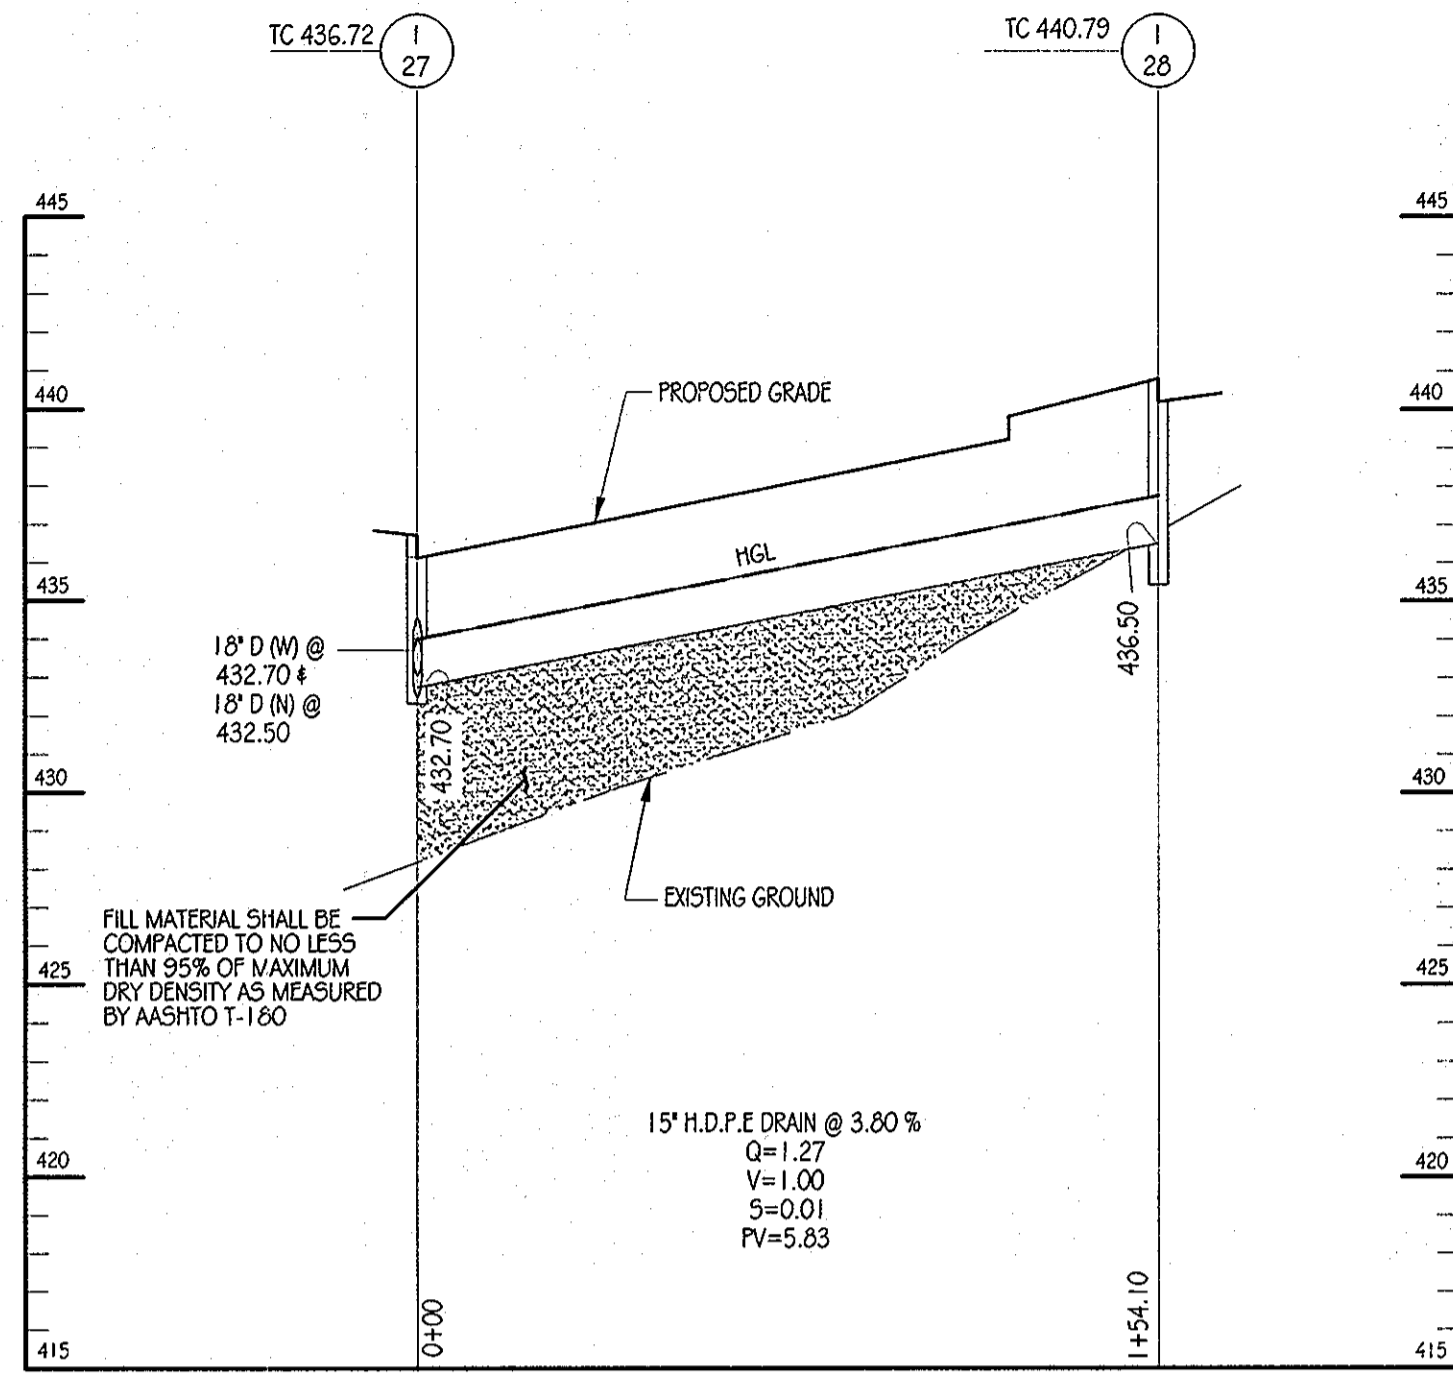 TC 436.72
1
27
TC 440.79
1
28
445
445
440
440
PROPOSED GRADE
HGL
435
435
18" D (W) @
432.70 &
18" D (N) @
432.50
432.70
436.50
430
430
EXISTING GROUND
FILL MATERIAL SHALL BE
COMPACTED TO NO LESS
THAN 95% OF MAXIMUM
DRY DENSITY AS MEASURED
BY AASHTO T-180
425
425
15" H.D.P.E DRAIN @ 3.80 %
Q=1.27
V=1.00
S=0.01
PV=5.83
420
420
0+00
1+54.10
415
415